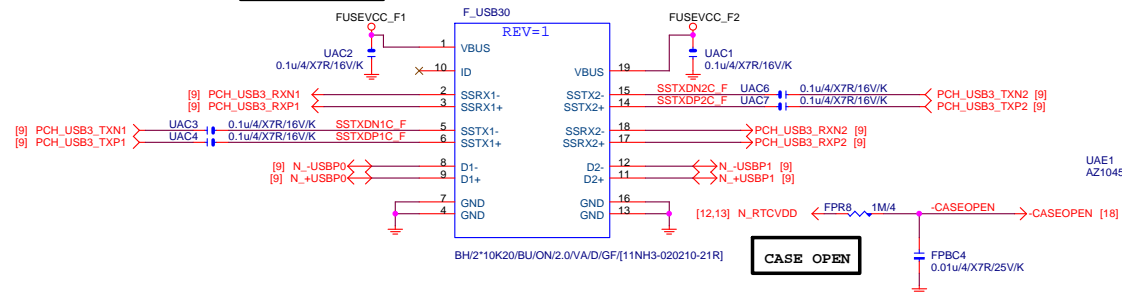 FUSEVCC_F1
F_USB30
FUSEVCC_F2
REV=1
1
VBUS
UAC2
0.1u/4/X7R/16V/K
UAC1
0.1u/4/X7R/16V/K
10
ID
VBUS
19
[9] PCH_USB3_RXN1
2
SSRX1-
SSTX2-
15
SSTXDN2C_F
UAC6
0.1u/4/X7R/16V/K
PCH_USB3_TXN2 [9]
[9] PCH_USB3_RXP1
3
SSRX1+
SSTX2+
14
SSTXDP2C_F
UAC7
0.1u/4/X7R/16V/K
PCH_USB3_TXP2 [9]
[9] PCH_USB3_TXN1
UAC3
0.1u/4/X7R/16V/K
SSTXDN1C_F
5
SSTX1-
SSRX2-
18
PCH_USB3_RXN2 [9]
[9] PCH_USB3_TXP1
UAC4
0.1u/4/X7R/16V/K
SSTXDP1C_F
6
SSTX1+
SSRX2+
17
PCH_USB3_RXP2 [9]
[9] N_-USBP0
8
D1-
D2-
12
N_-USBP1 [9]
[9] N_+USBP0
9
D1+
D2+
11
N_+USBP1 [9]
UAE1
AZ1045
7
GND
GND
16
4
GND
GND
13
[12,13] N_RTCVDD
FPR8
1M/4
-CASEOPEN
-CASEOPEN [18]
BH/2*10K20/BU/ON/2.0/VA/D/GF/[11NH3-020210-21R]
CASE OPEN
FPBC4
0.01u/4/X7R/25V/K